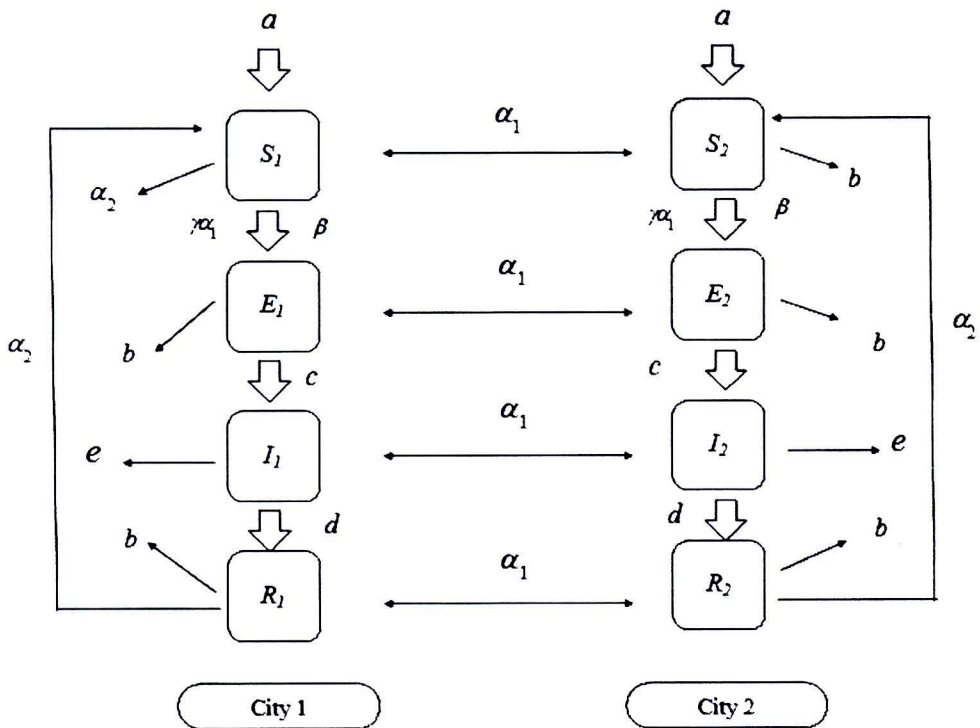 a a
S₁ α₁ S₂
α₂ b
γα₁ β γα₁ β
E₁ α₁ E₂
α₂ b c c b α₂
I₁ α₁ I₂
e e
b d d b
R₁ α₁ R₂
City 1 City 2